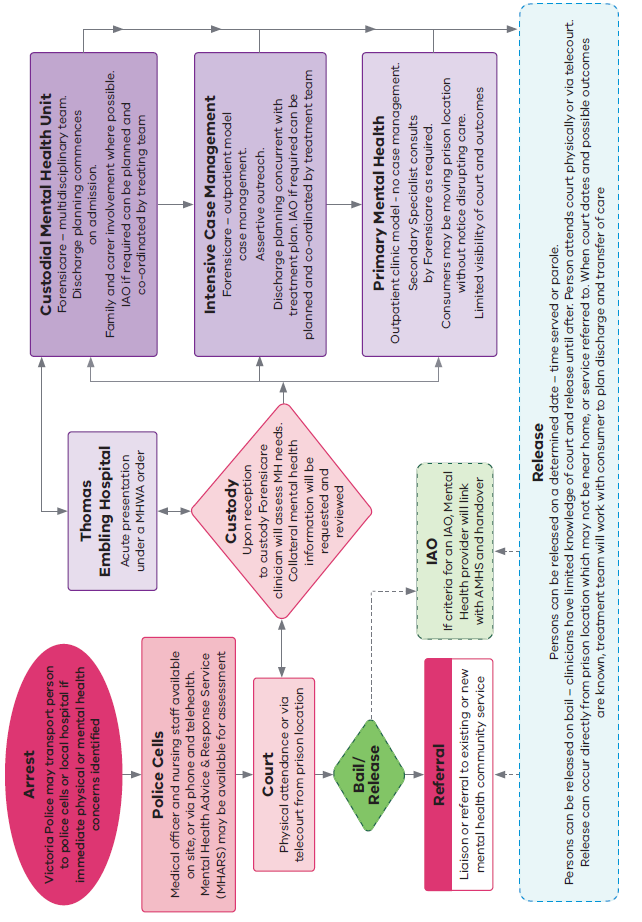 Arrest
Victoria Police may transport person
to police cells or local hospital if
immediate physical or mental health
concerns identified
Police Cells
Medical officer and nursing staff available
on site, or via phone and telehealth.
Mental Health Advice & Response Service
(MHARS) may be available for assessment
Court
Physical attendance or via
telecourt from prison location
Bail/
Release
Referral
Liaison or referral to existing or new
mental health community service
Thomas
Embling Hospital
Acute presentation
under a MHWA order
Custody
Upon reception
to custody Forensicare
clinician will assess MH needs.
Collateral mental health
information will be
requested and
reviewed
IAO
If criteria for an IAO, Mental
Health provider will link
with AMHS and handover
Custodial Mental Health Unit
Forensicare – multidisciplinary team.
Discharge planning commences
on admission.
Family and carer involvement where possible.
IAO if required can be planned and
co-ordinated by treating team
Intensive Case Management
Forensicare – outpatient model
case management.
Assertive outreach.
Discharge planning concurrent with
treatment plan. IAO if required can be
planned and co-ordinated by treatment team
Primary Mental Health
Outpatient clinic model - no case management.
Secondary Specialist consults
by Forensicare as required.
Consumers may be moving prison location
without notice disrupting care.
Limited visibility of court and outcomes
Release
Persons can be released on a determined date – time served or parole.
Persons can be released on bail – clinicians have limited knowledge of court and release until after. Person attends court physically or via telecourt.
Release can occur directly from prison location which may not be near home, or service referred to. When court dates and possible outcomes
are known, treatment team will work with consumer to plan discharge and transfer of care